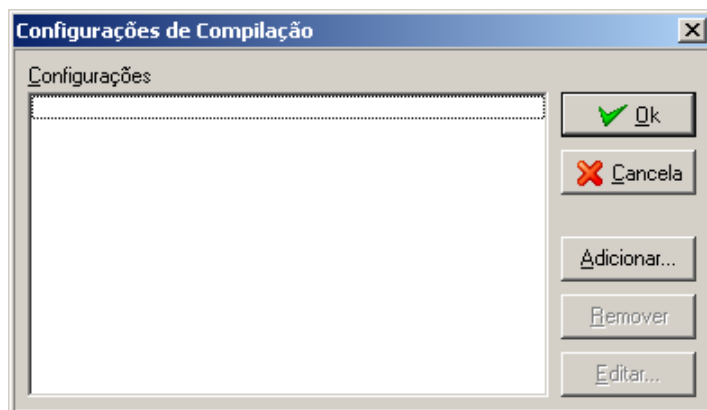 Configurações de Compilação
Configurações
Ok
Cancela
Adicionar...
Remover
Editar...